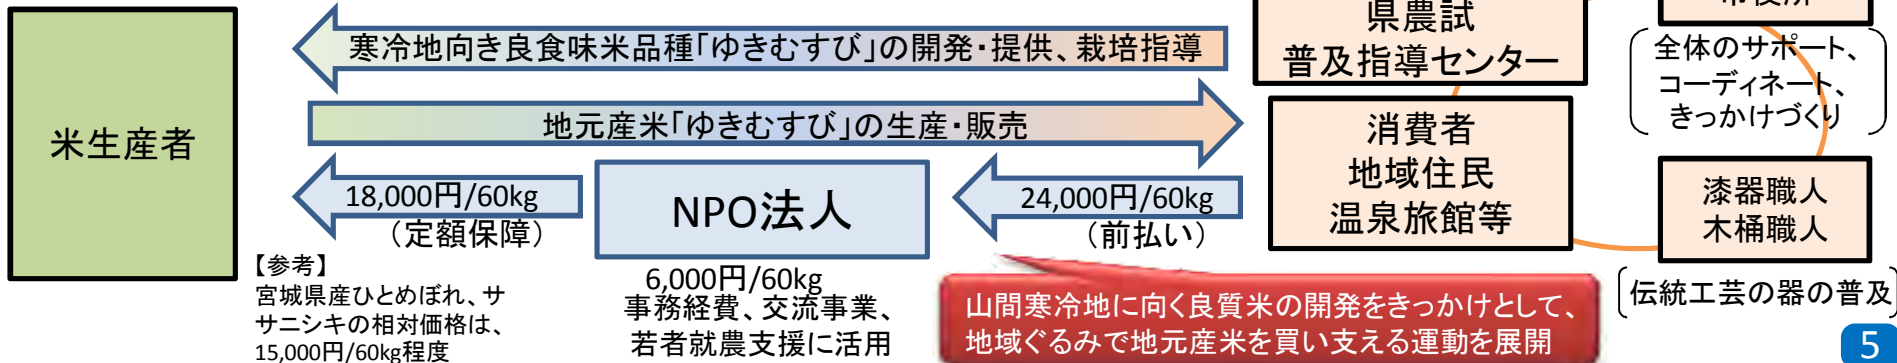 県農試
普及指導センター
寒冷地向き良食味米品種「ゆきむすび」の開発・提供、栽培指導
全体のサポート、
コーディネート、
きっかけづくり
米生産者
地元産米「ゆきむすび」の生産・販売
消費者
地域住民
温泉旅館等
18,000円/60kg
（定額保障）
NPO法人
24,000円/60kg
（前払い）
漆器職人
木桶職人
【参考】
宮城県産ひとめぼれ、サ
サニシキの相対価格は、
15,000円/60kg程度
6,000円/60kg
事務経費、交流事業、
若者就農支援に活用
山間寒冷地に向く良質米の開発をきっかけとして、
地域ぐるみで地元産米を買い支える運動を展開
伝統工芸の器の普及
5